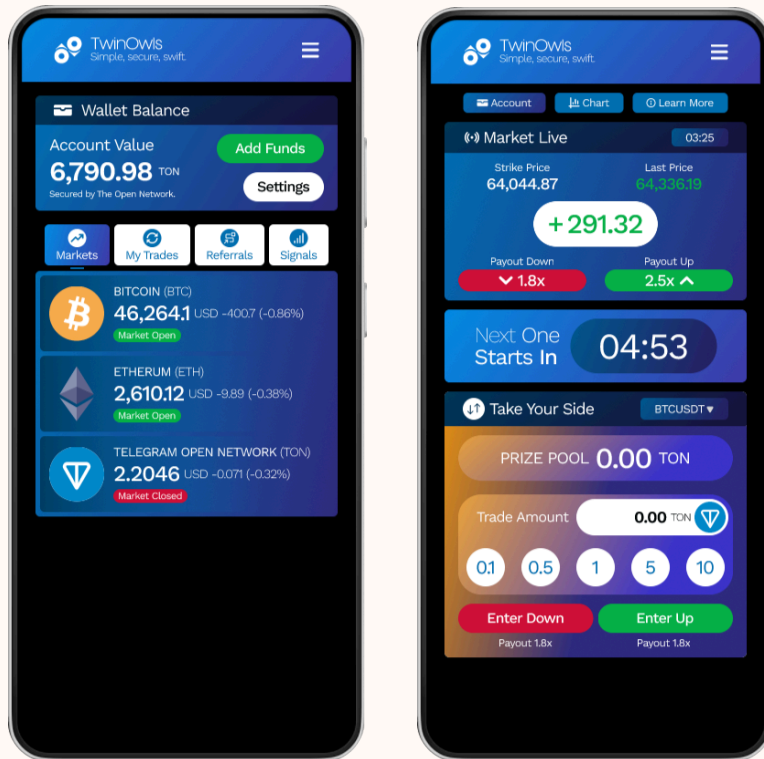 TwinOwls
Simple, secure, swift.
Wallet Balance
Account Value
6,790.98 TON
Secured by The Open Network.
Add Funds
Settings
Markets
My Trades
Referrals
Signals
BITCOIN (BTC)
46,264.1 USD -400.7 (-0.86%)
Market Open
ETHERUM (ETH)
2,610.12 USD -9.89 (-0.38%)
Market Open
TELEGRAM OPEN NETWORK (TON)
2.2046 USD -0.071 (-0.32%)
Market Closed
TwinOwls
Simple, secure, swift.
Account
Chart
Learn More
Market Live
03:25
Strike Price
Last Price
64,044.87
64,336.19
+291.32
Payout Down
Payout Up
1.8x
2.5x
Next One
Starts In
04:53
Take Your Side
BTCUSDT▼
PRIZE POOL 0.00 TON
Trade Amount
0.00 TON
0.1
0.5
1
5
10
Enter Down
Enter Up
Payout 1.8x
Payout 1.8x